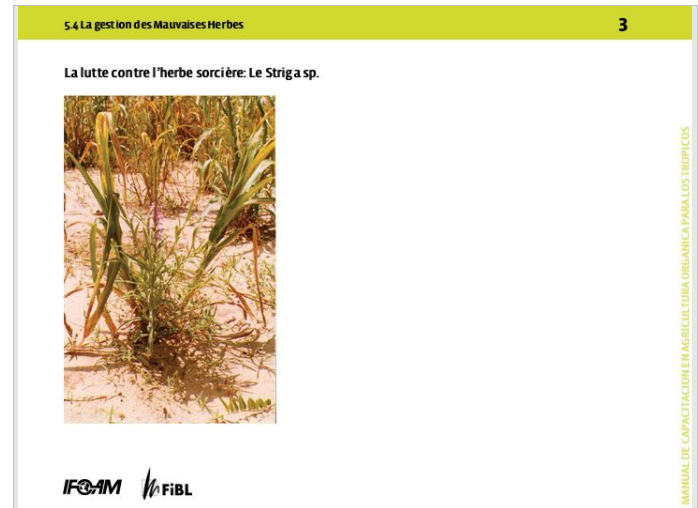 5.4 La gestion des Mauvaises Herbes
3
La lutte contre l'herbe sorcière: Le Striga sp.
MANUAL DE CAPACITACION EN AGRICULTURA ORGANICA PARA LOS TROPICOS
IFOAM
FiBL